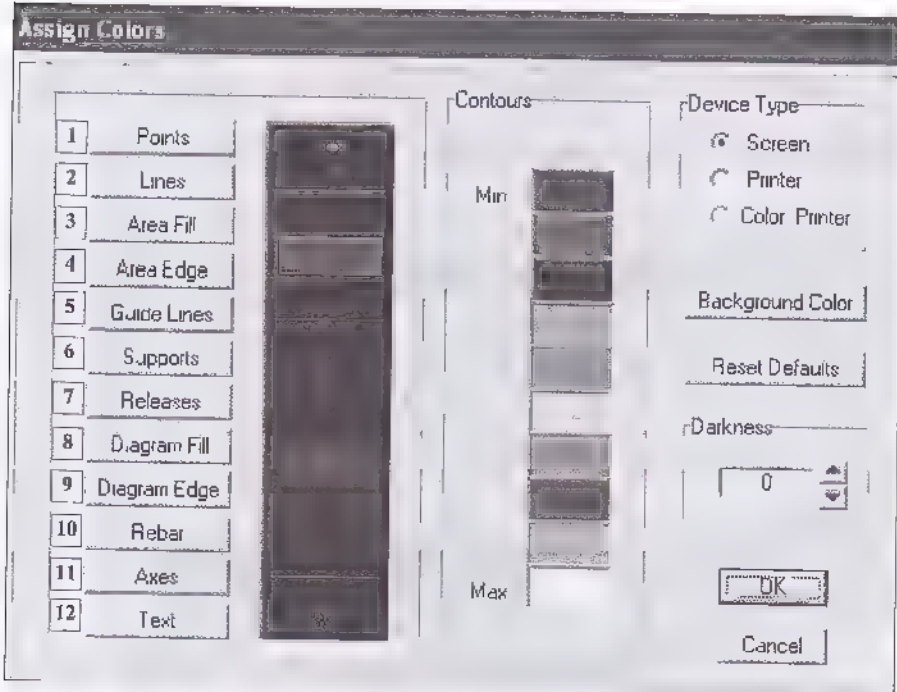 Assign Colors
1 Points
2 Lines
3 Area Fill
4 Area Edge
5 Guide Lines
6 Supports
7 Releases
8 Diagram Fill
9 Diagram Edge
10 Rebar
11 Axes
12 Text
Contours
Min
Max
Device Type
Screen
Printer
Color Printer
Background Color
Reset Defaults
Darkness
0
OK
Cancel